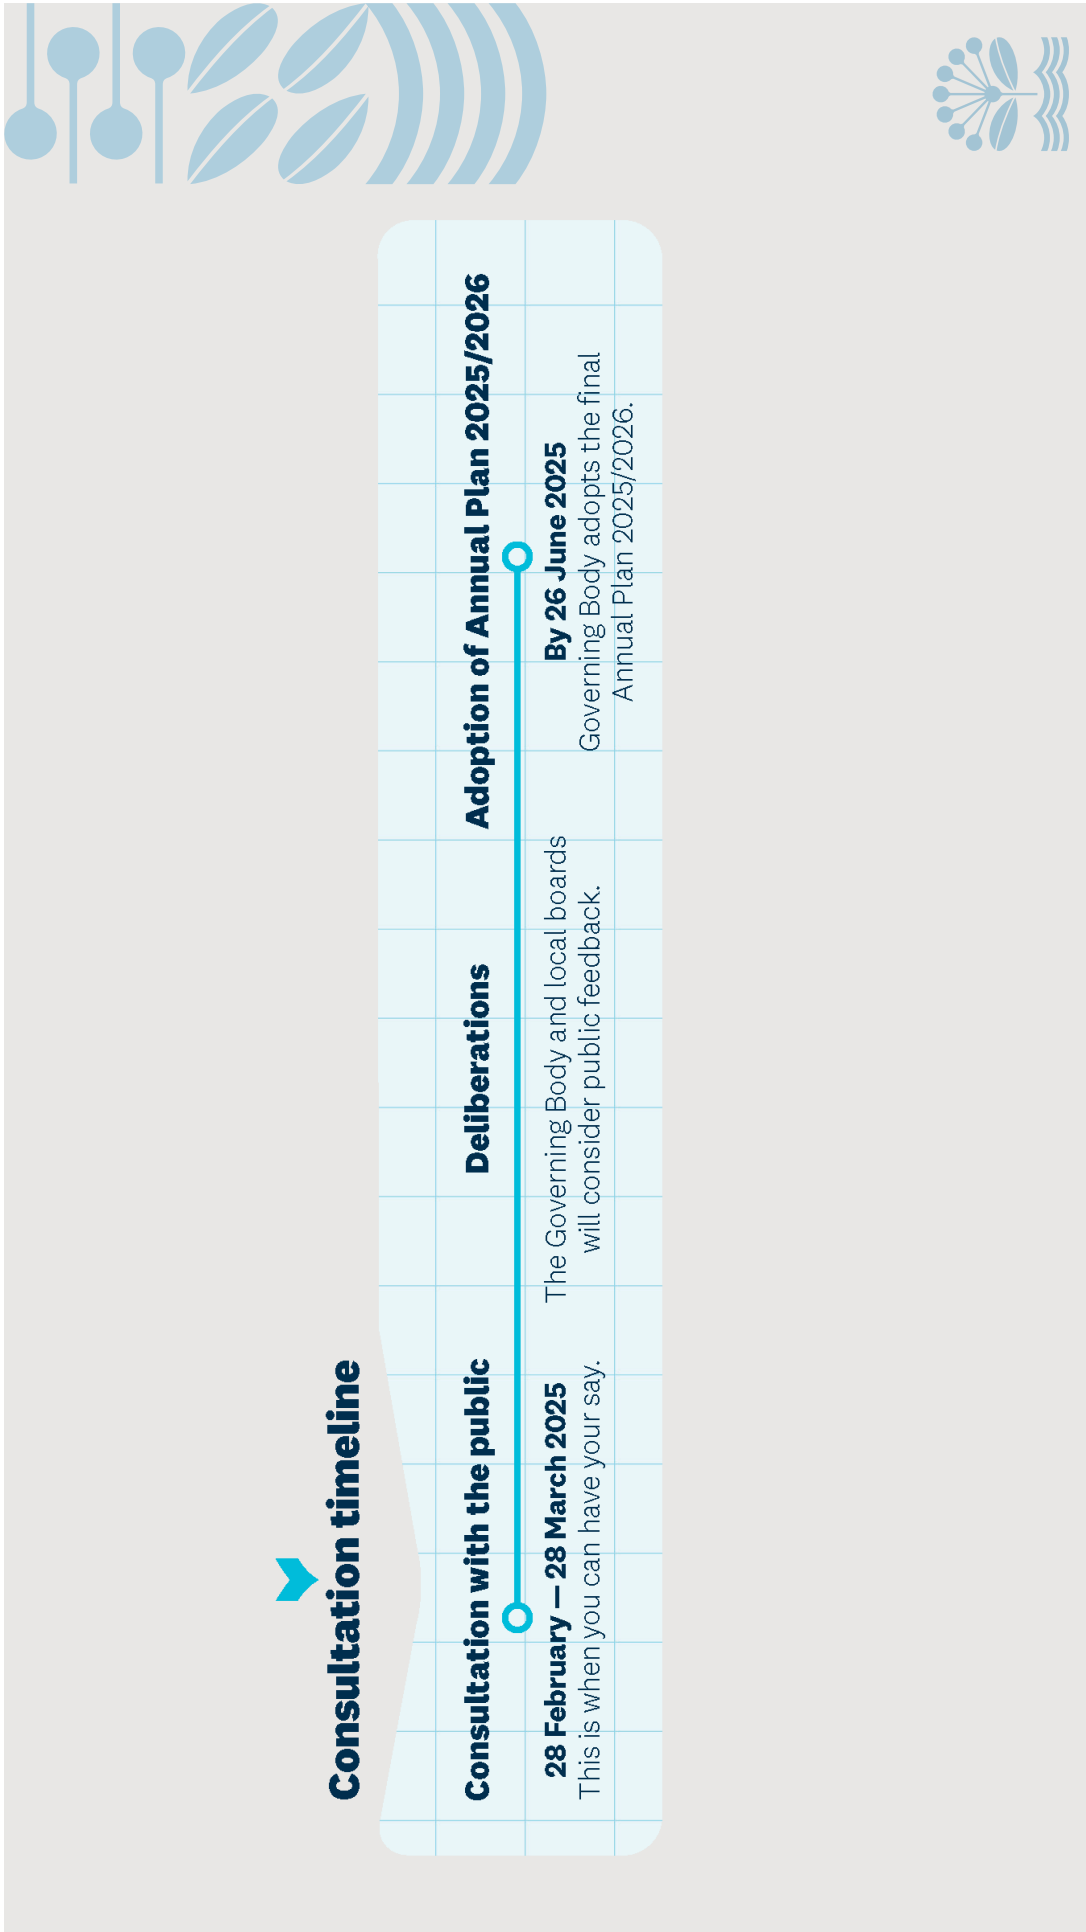 Consultation timeline
Consultation with the public
28 February — 28 March 2025
This is when you can have your say.
Deliberations
The Governing Body and local boards
will consider public feedback.
Adoption of Annual Plan 2025/2026
By 26 June 2025
Governing Body adopts the final
Annual Plan 2025/2026.